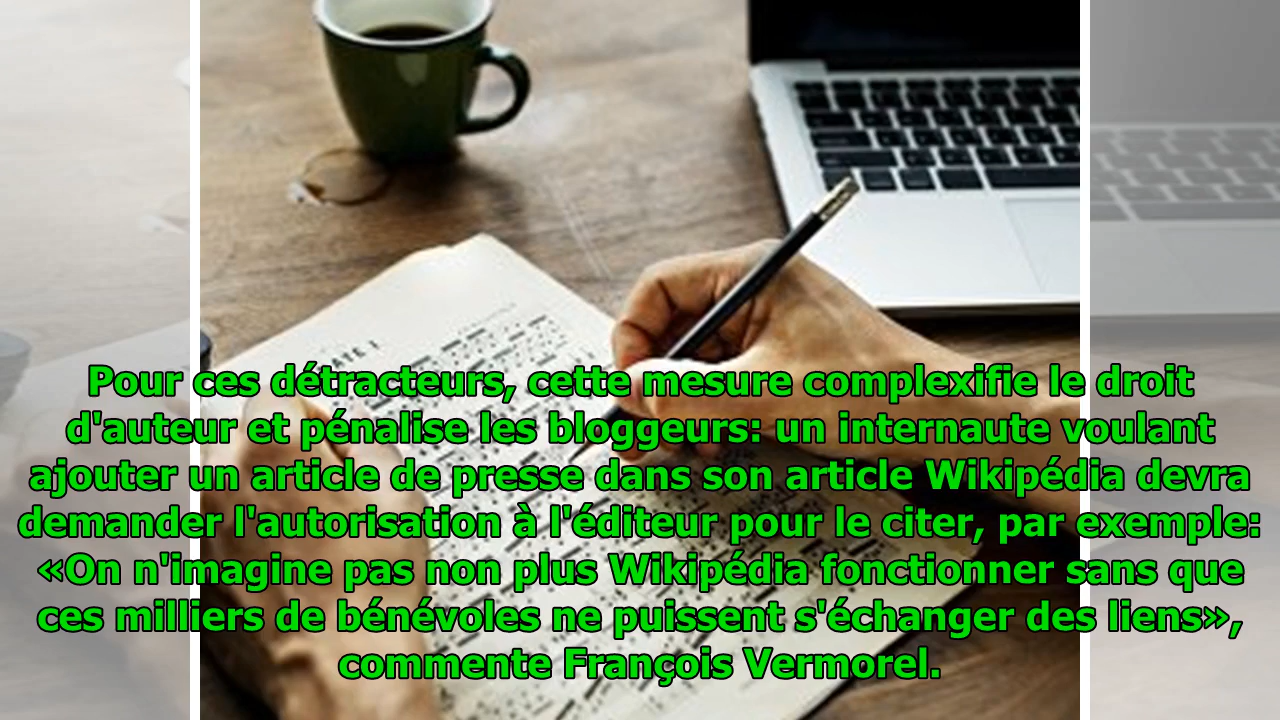 Pour ces détracteurs, cette mesure complexifie le droit
d'auteur et pénalise les bloggeurs: un internaute voulant
ajouter un article de presse dans son article Wikipédia devra
demander l'autorisation à l'éditeur pour le citer, par exemple:
«On n'imagine pas non plus Wikipédia fonctionner sans que
ces milliers de bénévoles ne puissent s'échanger des liens»,
commente François Vermorel.